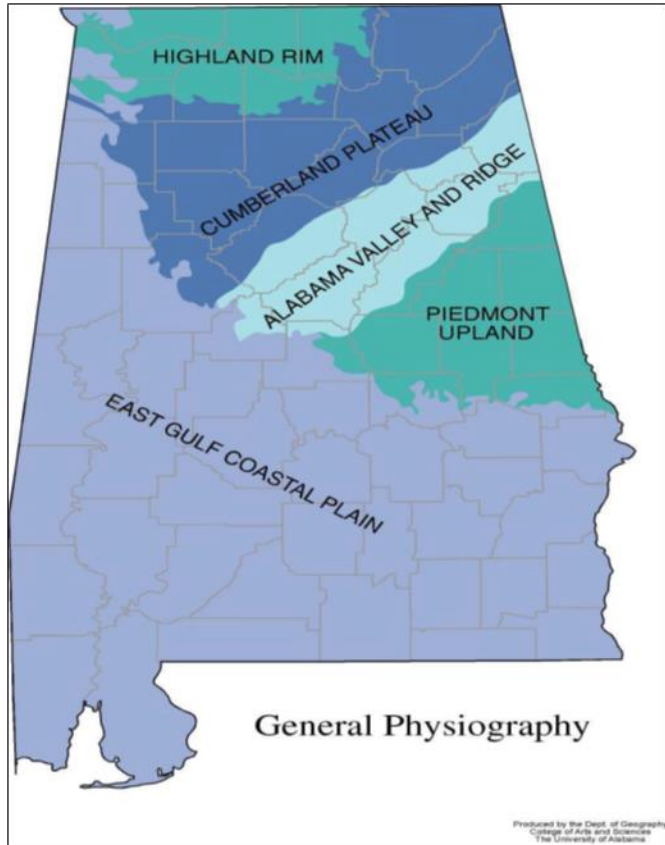 HIGHLAND RIM
CUMBERLAND PLATEAU
ALABAMA VALLEY AND RIDGE
PIEDMONT
UPLAND
EAST GULF COASTAL PLAIN
General Physiography
Produced by the Dept. of Geography
College of Arts and Sciences
The University of Alabama